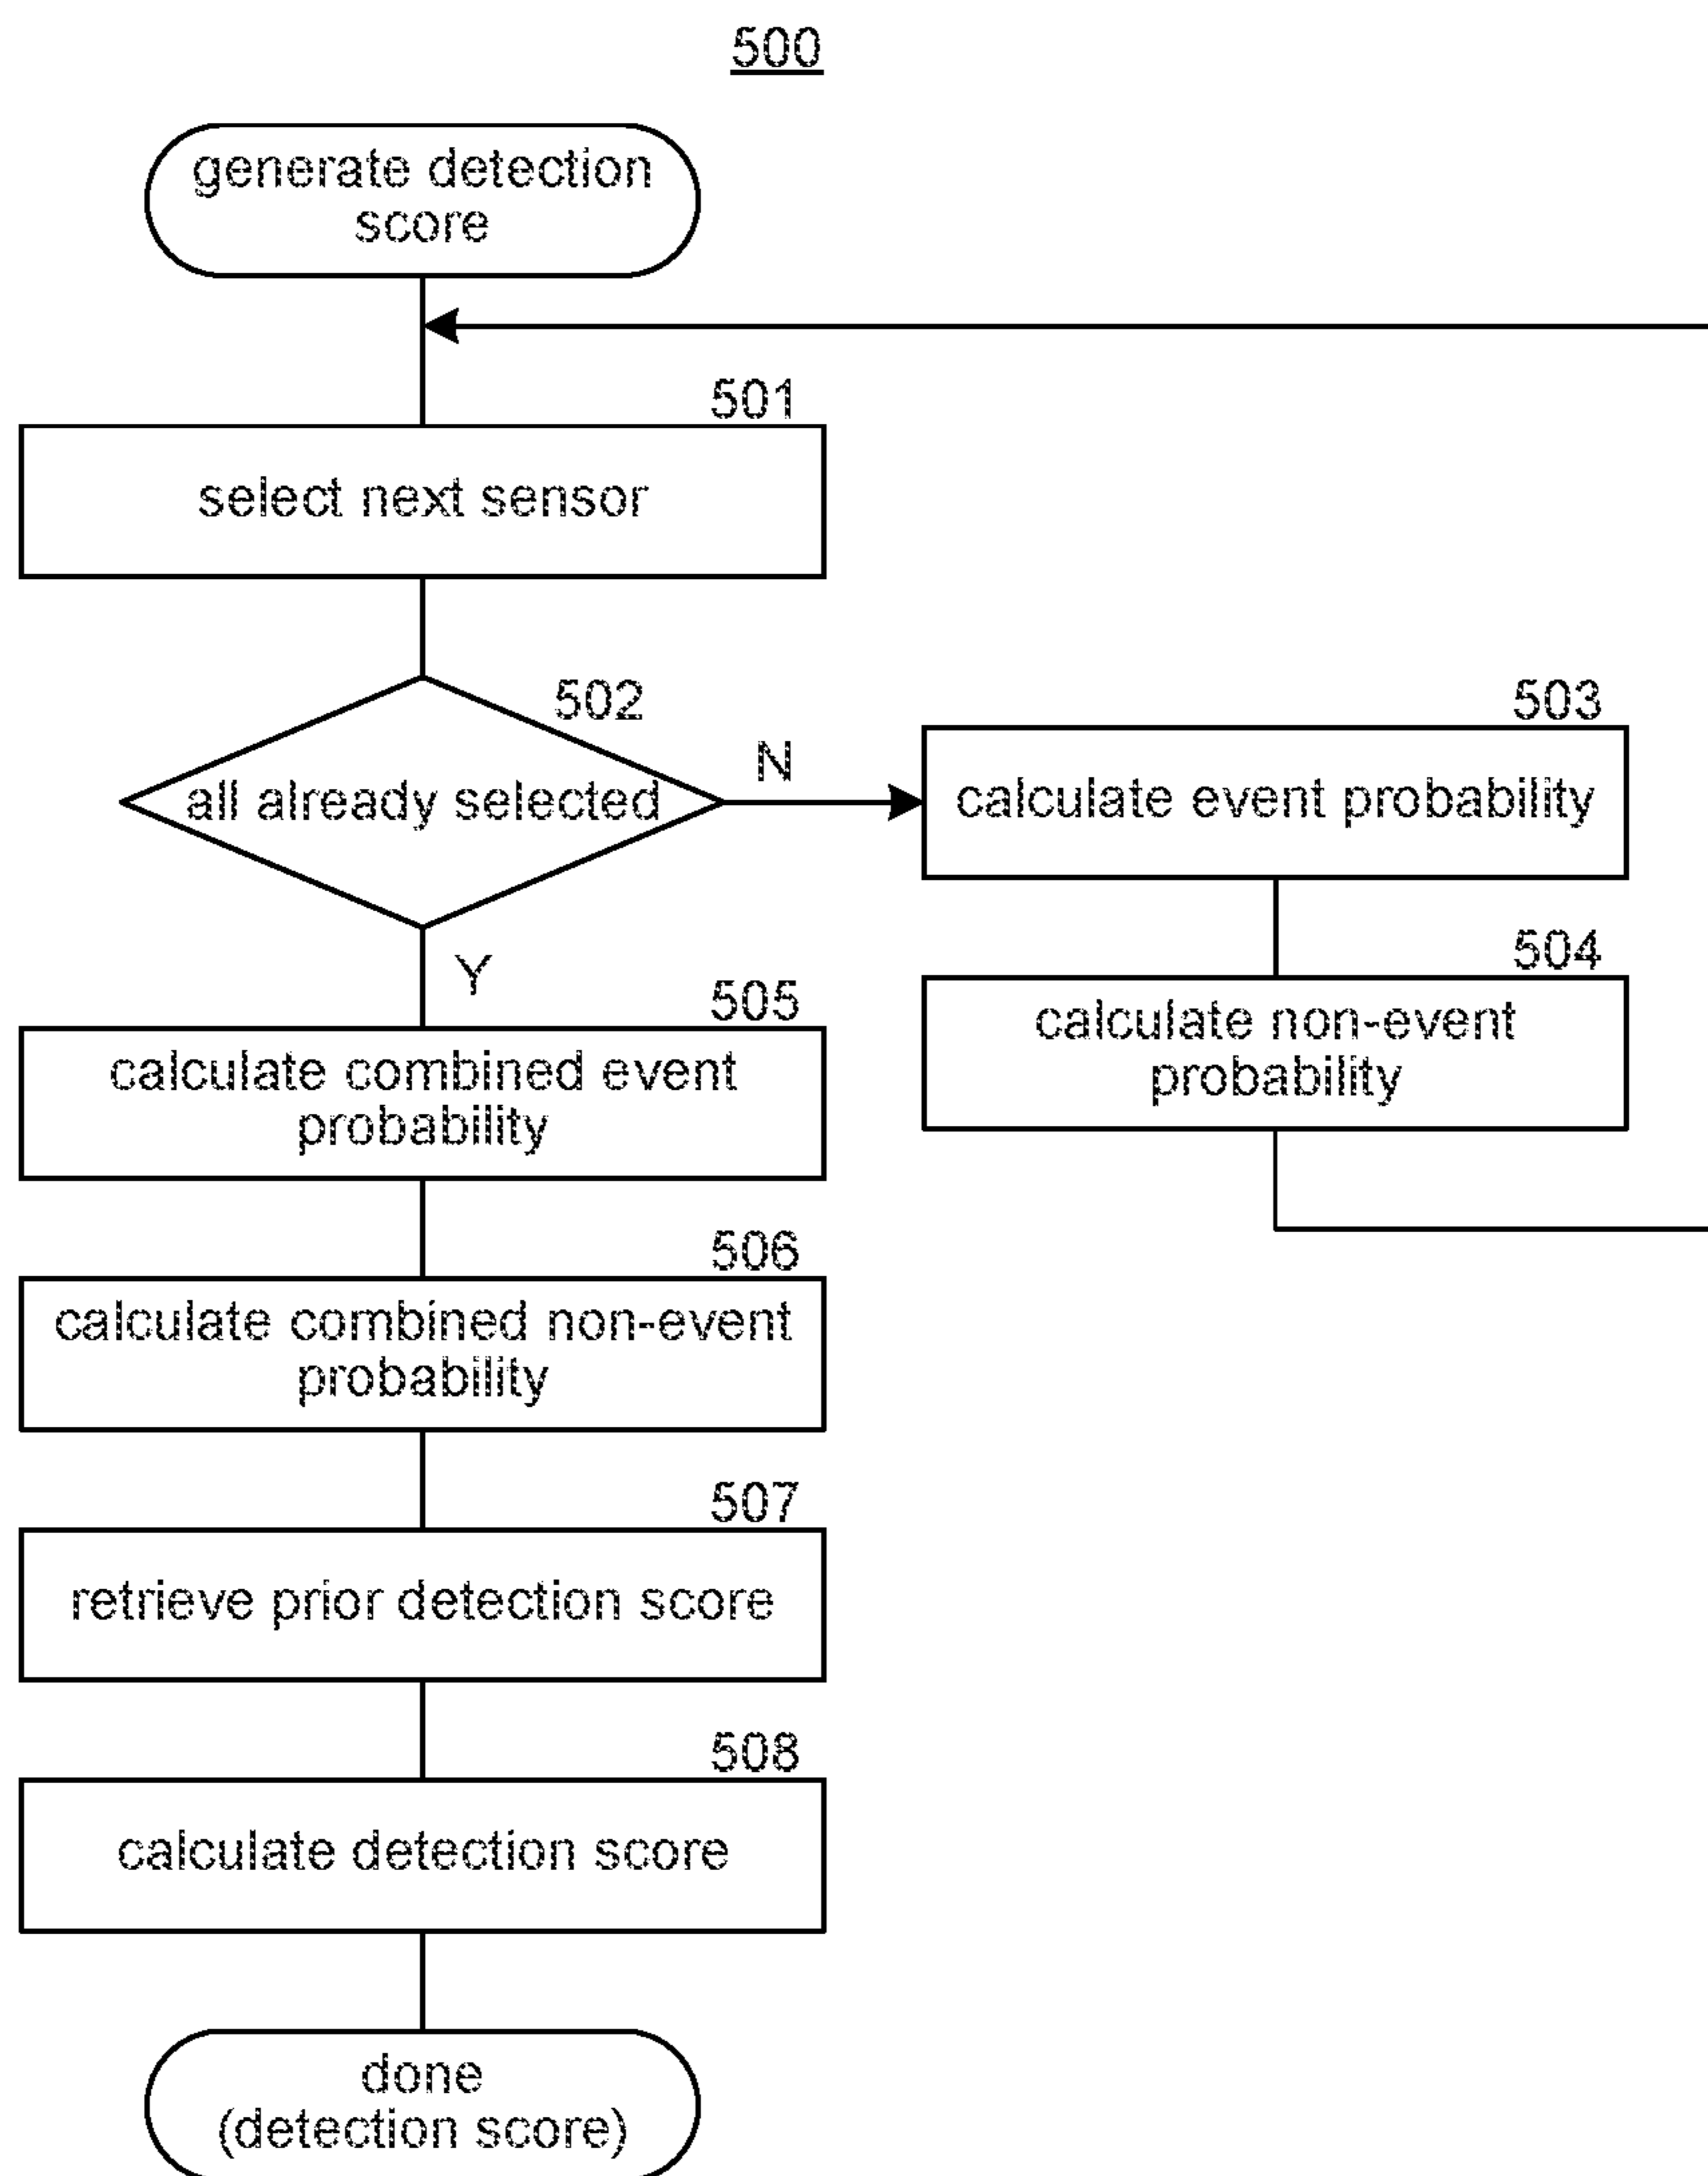 500
generate detection
score
501
select next sensor
502
all already selected
N
503
calculate event probability
504
calculate non-event
probability
Y
505
calculate combined event
probability
506
calculate combined non-event
probability
507
retrieve prior detection score
508
calculate detection score
done
(detection score)